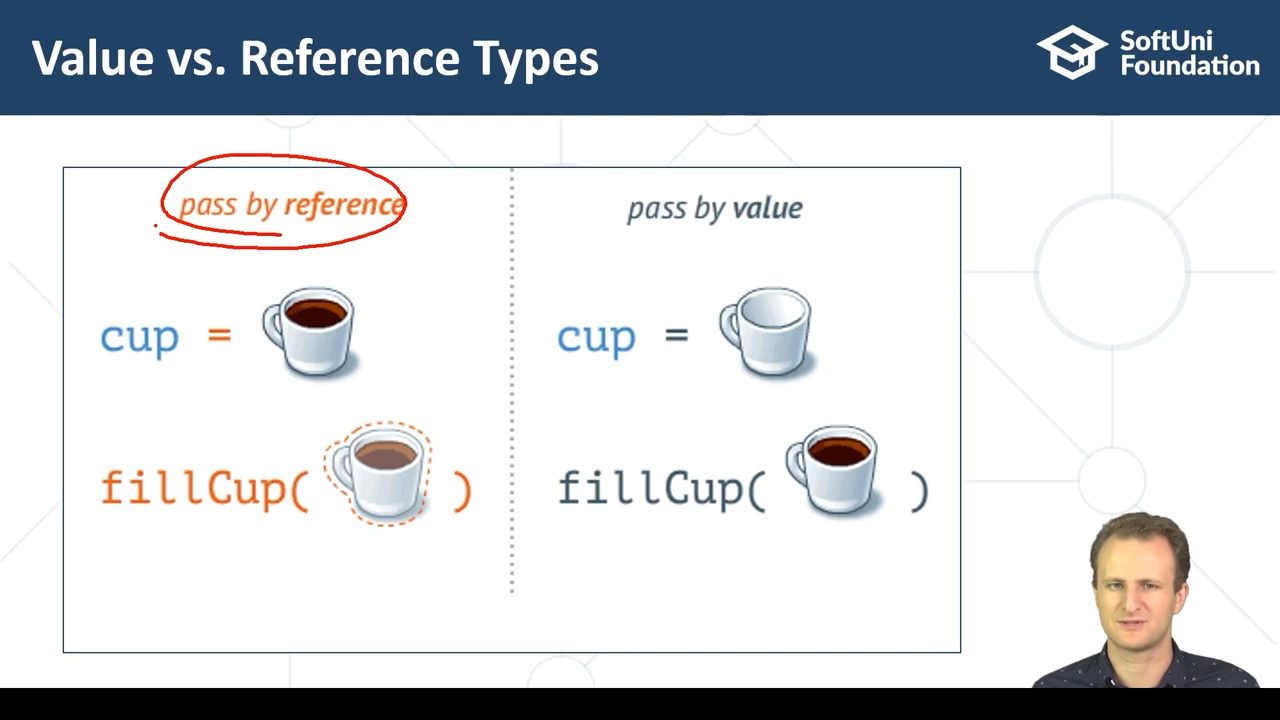 Value vs. Reference Types
SoftUni
Foundation
pass by reference
cup =
fillCup( )
pass by value
cup =
fillCup( )